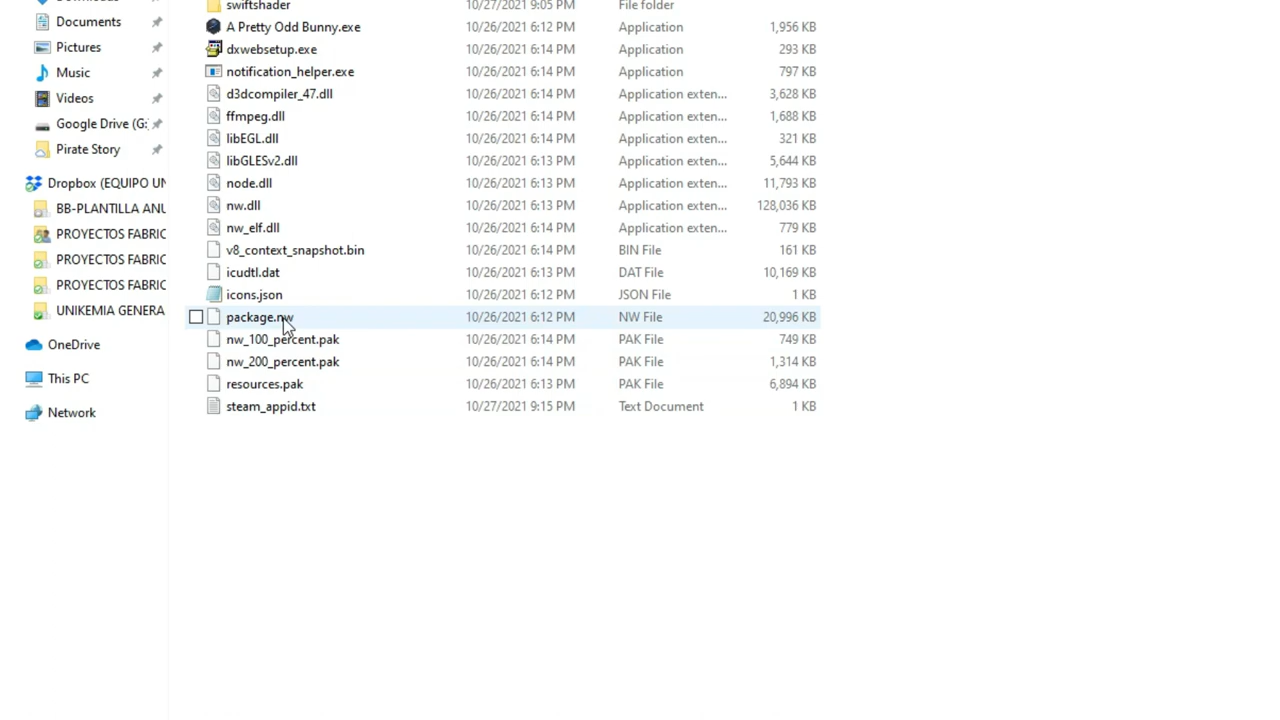 Documents
Pictures
Music
Videos
Google Drive (G:
Pirate Story
Dropbox (EQUIPO UN
BB-PLANTILLA ANU
PROYECTOS FABRIC
PROYECTOS FABRIC
PROYECTOS FABRIC
UNIKEMIA GENERA
OneDrive
This PC
Network
swiftshader 10/27/2021 9:05 PM File folder
A Pretty Odd Bunny.exe 10/26/2021 6:12 PM Application 1,956 KB
dxwebsetup.exe 10/26/2021 6:14 PM Application 293 KB
notification_helper.exe 10/26/2021 6:14 PM Application 797 KB
d3dcompiler_47.dll 10/26/2021 6:14 PM Application exten... 3,628 KB
ffmpeg.dll 10/26/2021 6:14 PM Application exten... 1,688 KB
libEGL.dll 10/26/2021 6:14 PM Application exten... 321 KB
libGLESv2.dll 10/26/2021 6:13 PM Application exten... 5,644 KB
node.dll 10/26/2021 6:14 PM Application exten... 11,793 KB
nw.dll 10/26/2021 6:14 PM Application exten... 128,036 KB
nw_elf.dll 10/26/2021 6:14 PM Application exten... 779 KB
v8_context_snapshot.bin 10/26/2021 6:14 PM BIN File 161 KB
icudtl.dat 10/26/2021 6:13 PM DAT File 10,169 KB
icons.json 10/26/2021 6:12 PM JSON File 1 KB
package.nw 10/26/2021 6:12 PM NW File 20,996 KB
nw_100_percent.pak 10/26/2021 6:14 PM PAK File 749 KB
nw_200_percent.pak 10/26/2021 6:14 PM PAK File 1,314 KB
resources.pak 10/26/2021 6:13 PM PAK File 6,894 KB
steam_appid.txt 10/27/2021 9:15 PM Text Document 1 KB